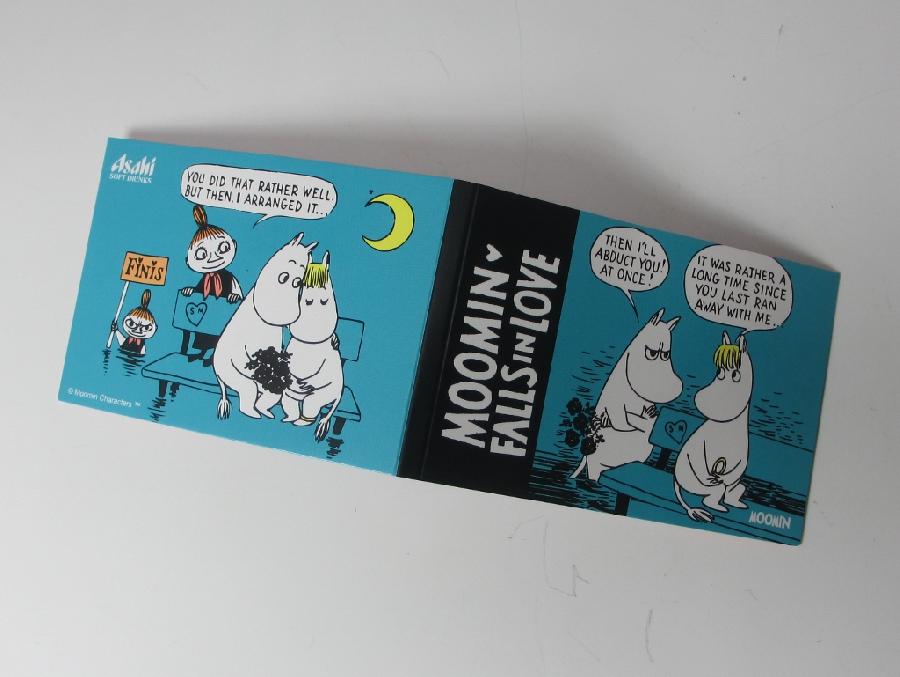 Asahi
SOFT DRINKS
YOU DID THAT RATHER WELL.
BUT THEN, I ARRANGED IT...
FiNiS
S M
© Moomin Characters ™
MOOMIN♥
FALLS IN LOVE
THEN I'LL
ABDUCT YOU!
AT ONCE!
IT WAS RATHER A
LONG TIME SINCE
YOU LAST RAN
AWAY WITH ME...
S M
MOOMIN